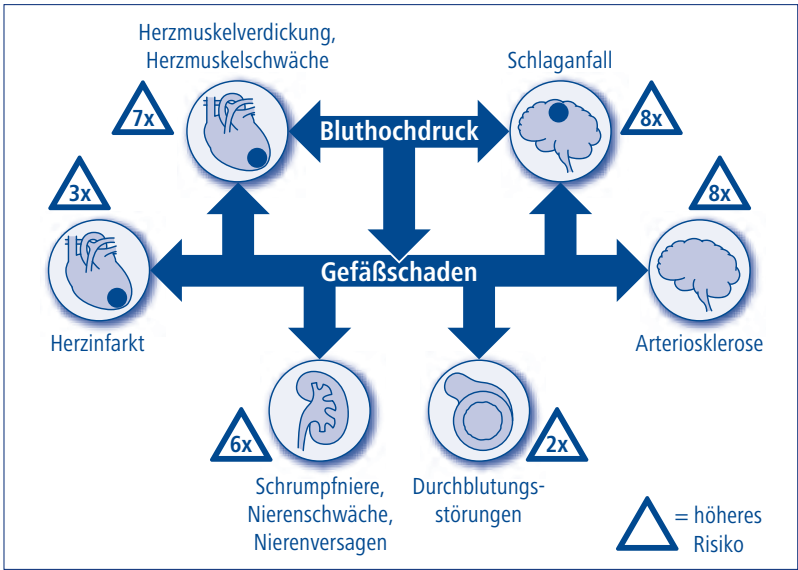 Herzmuskelverdickung,
Herzmuskelschwäche
Schlaganfall
7x
Bluthochdruck
8x
3x
8x
Gefäßschaden
Herzinfarkt
Arteriosklerose
6x
2x
Schrumpfniere,
Nierenschwäche,
Nierenversagen
Durchblutungs-
störungen
= höheres
Risiko